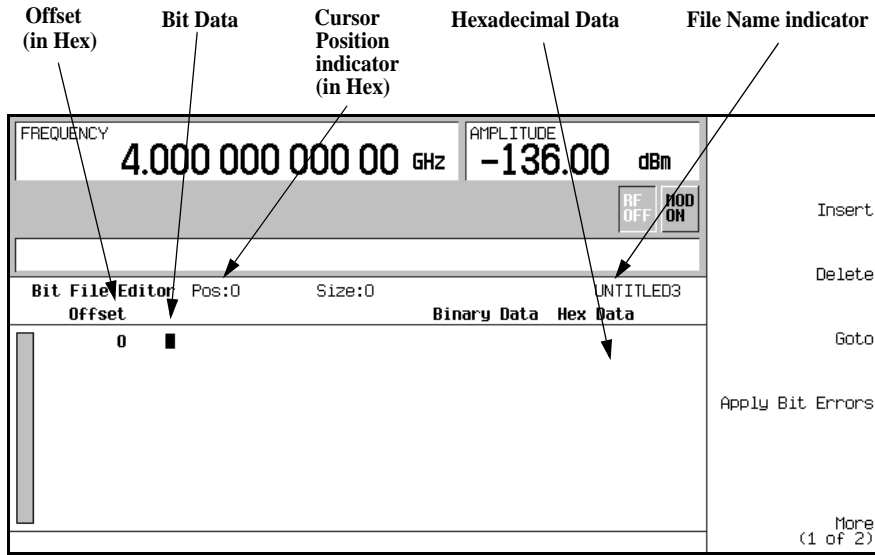 Offset
(in Hex)
Bit Data
Cursor
Position
indicator
(in Hex)
Hexadecimal Data
File Name indicator
FREQUENCY
4.000 000 000 00 GHz
AMPLITUDE
-136.00 dBm
RF
OFF
MOD
ON
Insert
Delete
Bit File Editor Pos:0 Size:0 UNTITLED3
Offset Binary Data Hex Data
0
Goto
Apply Bit Errors
More
(1 of 2)